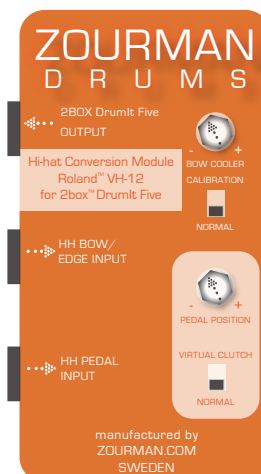 ZOURMAN
DRUMS
2BOX DrumIt Five
OUTPUT
Hi-hat Conversion Module
Roland™ VH-12
for 2box™ DrumIt Five
- +
BOW COOLER
CALIBRATION
NORMAL
HH BOW/
EDGE INPUT
- +
PEDAL POSITION
HH PEDAL
INPUT
VIRTUAL CLUTCH
NORMAL
manufactured by
ZOURMAN.COM
SWEDEN